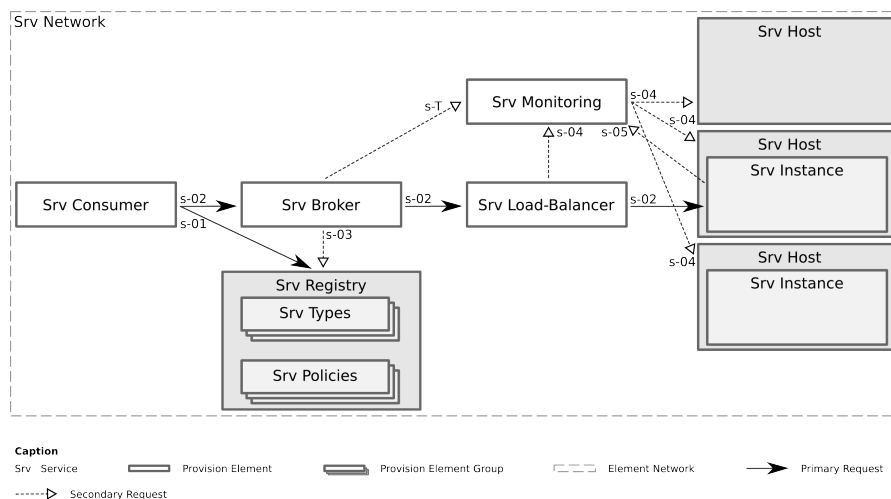 Srv Network
Srv Host
Srv Monitoring
s-T
s-04
s-04
s-04
s-05
Srv Host
Srv Instance
Srv Consumer
s-02
s-01
Srv Broker
s-02
Srv Load-Balancer
s-02
s-03
s-04
Srv Host
Srv Instance
Srv Registry
Srv Types
Srv Policies
Caption
Srv Service
Provision Element
Provision Element Group
Element Network
Primary Request
Secondary Request